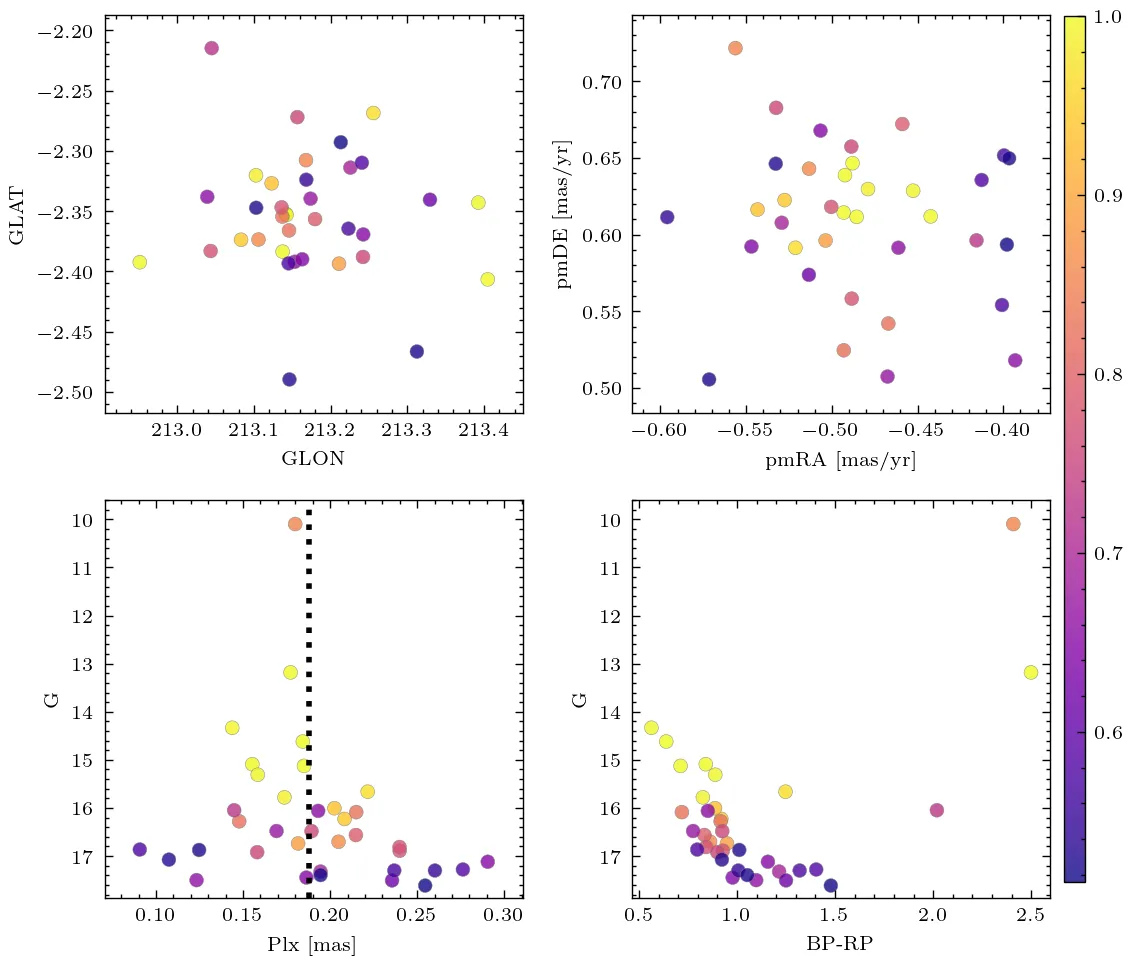 −2.20
−2.25
−2.30
−2.35
−2.40
−2.45
−2.50
GLAT
213.0 213.1 213.2 213.3 213.4
GLON
0.70
0.65
0.60
0.55
0.50
pmDE [mas/yr]
−0.60 −0.55 −0.50 −0.45 −0.40
pmRA [mas/yr]
1.0
0.9
0.8
0.7
0.6
10
11
12
13
14
15
16
17
G
0.10 0.15 0.20 0.25 0.30
Plx [mas]
10
11
12
13
14
15
16
17
G
0.5 1.0 1.5 2.0 2.5
BP-RP